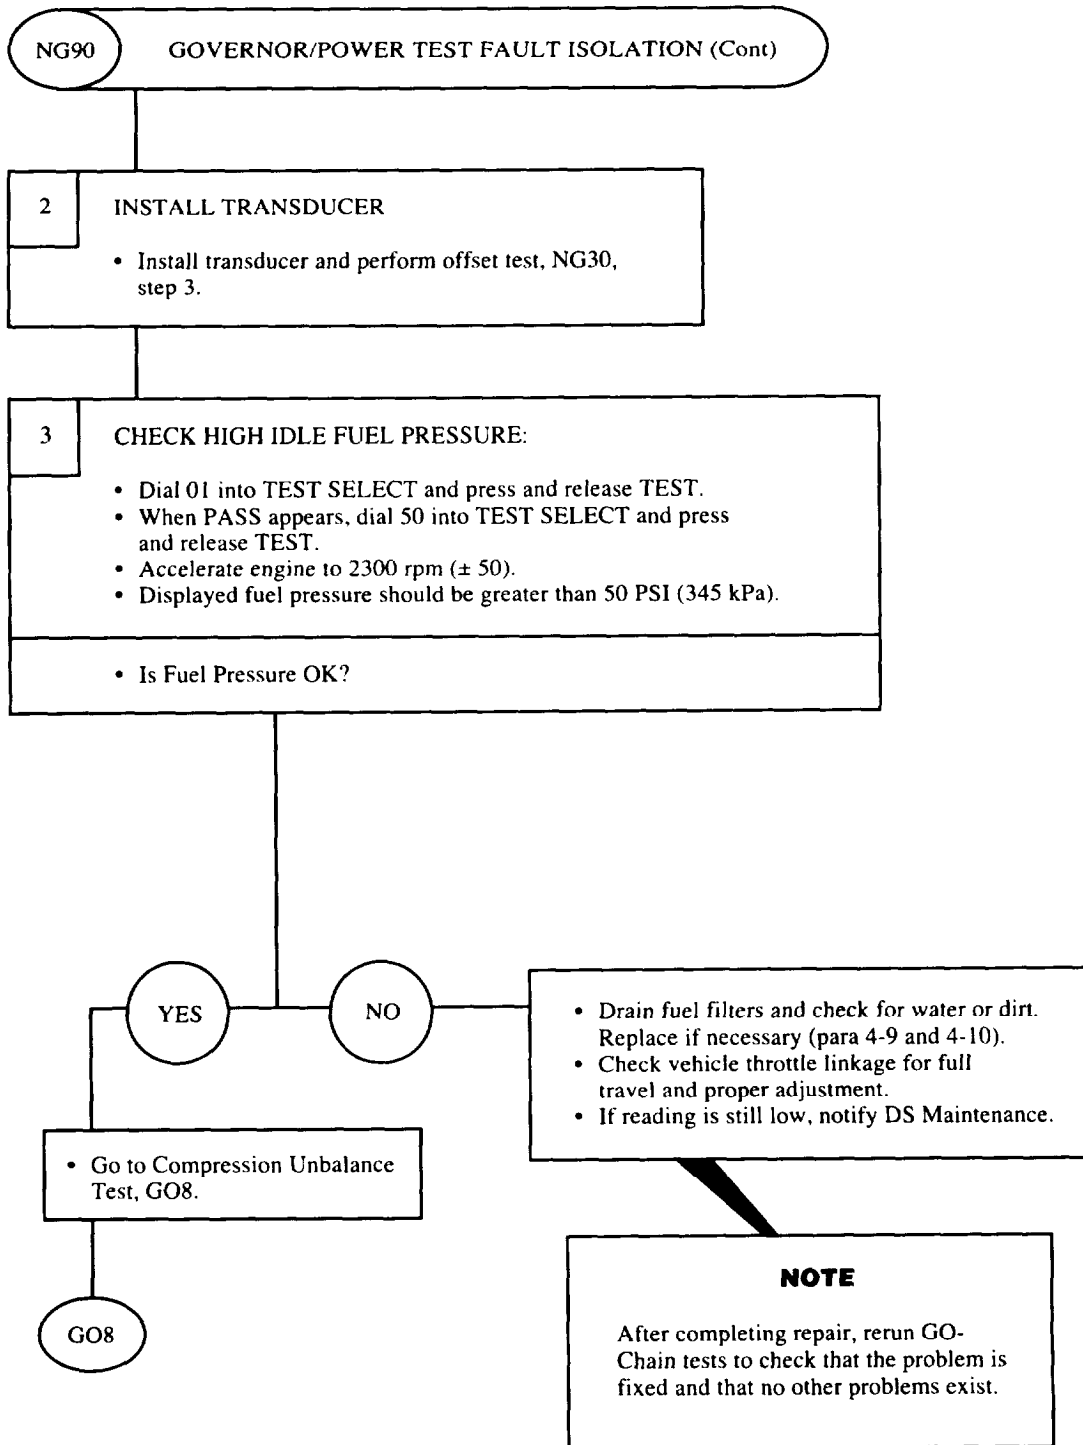 NG90
GOVERNOR/POWER TEST FAULT ISOLATION (Cont)
2
INSTALL TRANSDUCER
• Install transducer and perform offset test, NG30,
step 3.
3
CHECK HIGH IDLE FUEL PRESSURE:
• Dial 01 into TEST SELECT and press and release TEST.
• When PASS appears, dial 50 into TEST SELECT and press
and release TEST.
• Accelerate engine to 2300 rpm (± 50).
• Displayed fuel pressure should be greater than 50 PSI (345 kPa).
• Is Fuel Pressure OK?
YES
NO
• Drain fuel filters and check for water or dirt.
Replace if necessary (para 4-9 and 4-10).
• Check vehicle throttle linkage for full
travel and proper adjustment.
• If reading is still low, notify DS Maintenance.
• Go to Compression Unbalance
Test, GO8.
GO8
NOTE
After completing repair, rerun GO-
Chain tests to check that the problem is
fixed and that no other problems exist.